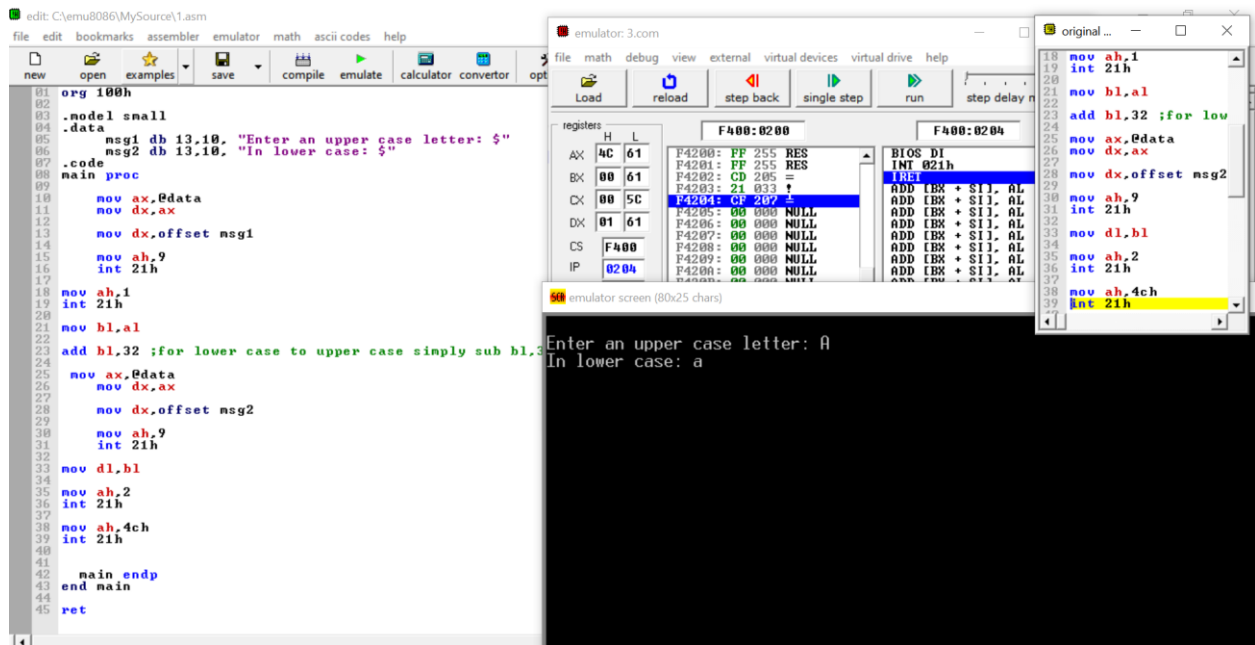 edit: C:\emu8086\MySource\1.asm
file edit bookmarks assembler emulator math ascii codes help
new open examples save compile emulate calculator convertor opt
01 org 100h
02
03 .model small
04 .data
05 msg1 db 13,10, "Enter an upper case letter: $"
06 msg2 db 13,10, "In lower case: $"
07 .code
08 main proc
09
10 mov ax,@data
11 mov dx,ax
12
13 mov dx,offset msg1
14
15 mov ah,9
16 int 21h
17
18 mov ah,1
19 int 21h
20
21 mov bl,al
22
23 add bl,32 ;for lower case to upper case simply sub bl,3
24
25 mov ax,@data
26 mov dx,ax
27
28 mov dx,offset msg2
29
30 mov ah,9
31 int 21h
32
33 mov dl,bl
34
35 mov ah,2
36 int 21h
37
38 mov ah,4ch
39 int 21h
40
41
42 main endp
43 end main
44
45 ret
emulator: 3.com
file math debug view external virtual devices virtual drive help
Load reload step back single step run step delay
registers
H L
F400:0200 F400:0204
AX 4C 61
BX 00 61
CX 00 5C
DX 01 61
CS F400
IP 0204
F4200: FF 255 RES
F4201: FF 255 RES
F4202: CD 205 =
F4203: 21 033 !
F4204: CF 207 ╧
F4205: 00 000 NULL
F4206: 00 000 NULL
F4207: 00 000 NULL
F4208: 00 000 NULL
F4209: 00 000 NULL
F420A: 00 000 NULL
BIOS DI
INT 021h
IRET
ADD [BX + SI], AL
ADD [BX + SI], AL
ADD [BX + SI], AL
ADD [BX + SI], AL
ADD [BX + SI], AL
ADD [BX + SI], AL
ADD [BX + SI], AL
ADD [BX + SI], AL
original ...
18 mov ah,1
19 int 21h
20
21 mov bl,al
22
23 add bl,32 ;for low
24
25 mov ax,@data
26 mov dx,ax
27
28 mov dx,offset msg2
29
30 mov ah,9
31 int 21h
32
33 mov dl,bl
34
35 mov ah,2
36 int 21h
37
38 mov ah,4ch
39 int 21h
SCR emulator screen (80x25 chars)
Enter an upper case letter: A
In lower case: a